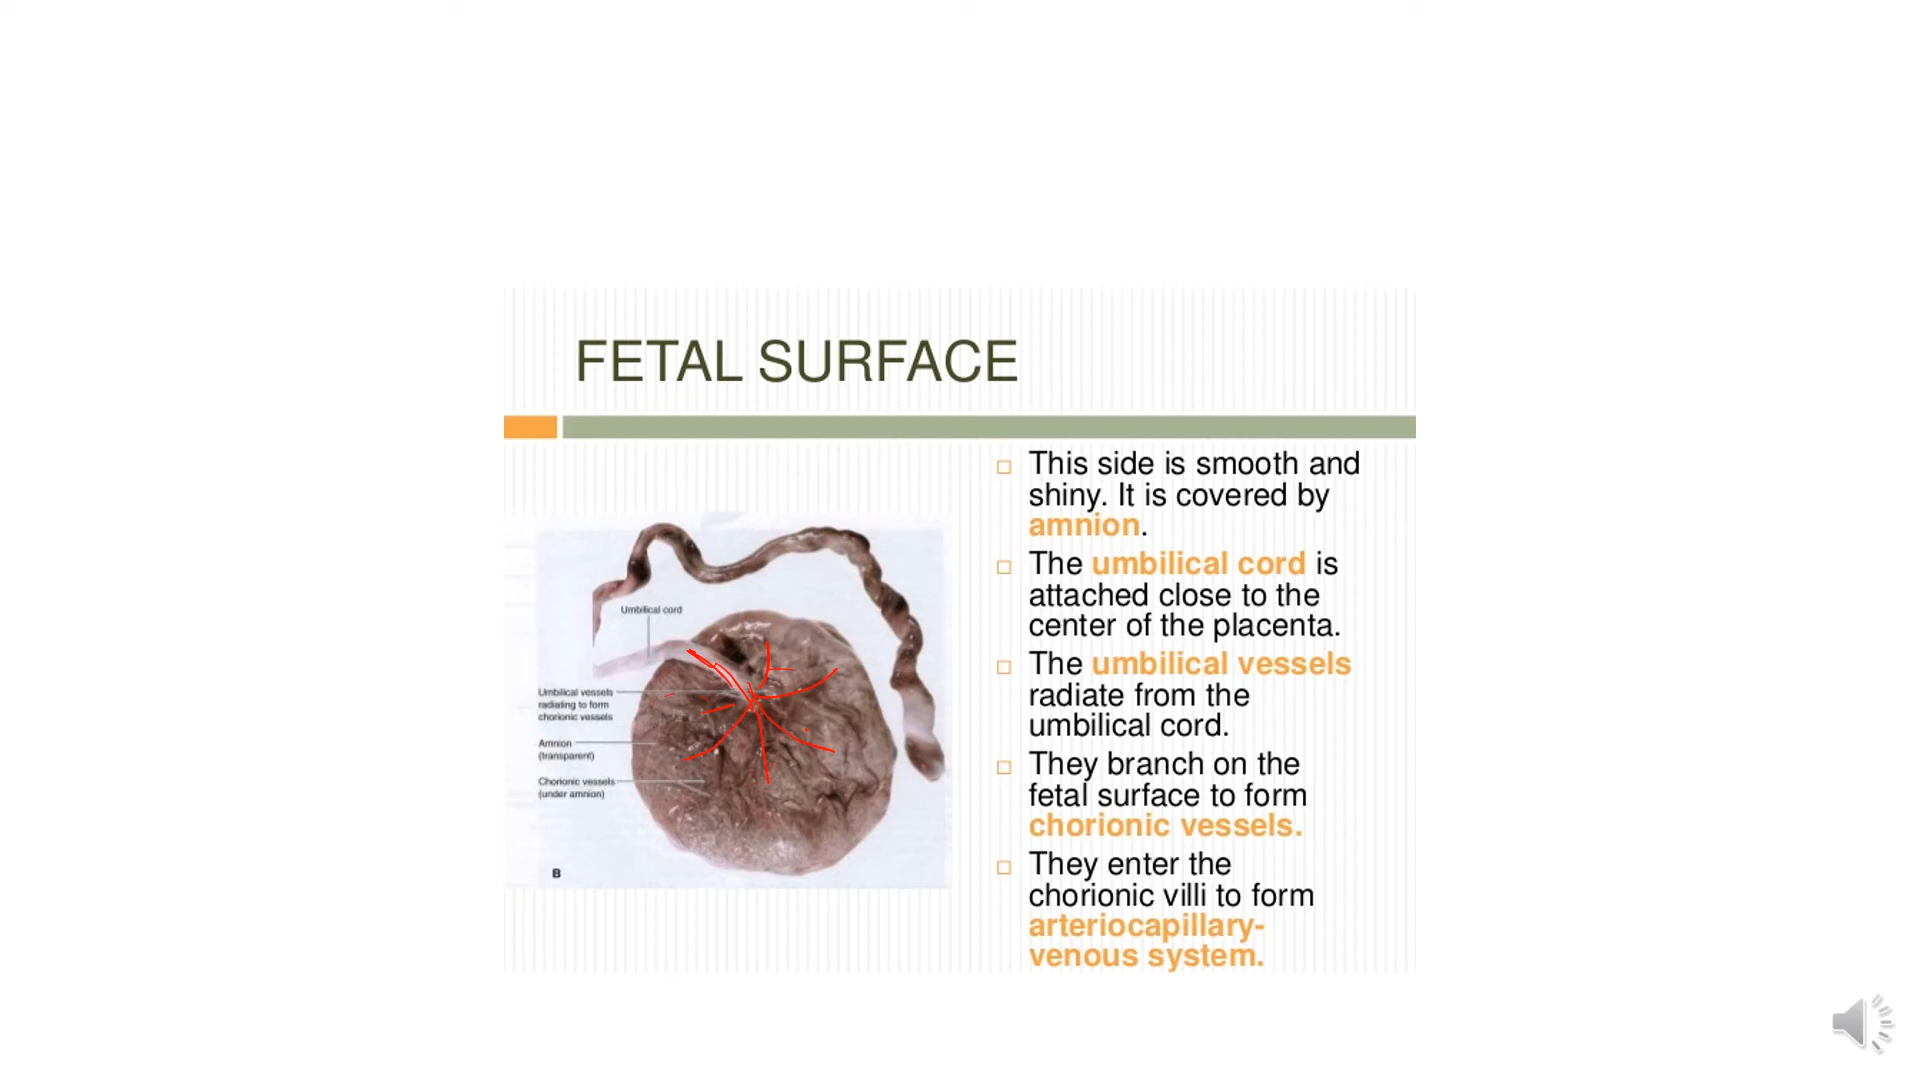 FETAL SURFACE
This side is smooth and
shiny. It is covered by
amnion.
The umbilical cord is
attached close to the
center of the placenta.
The umbilical vessels
radiate from the
umbilical cord.
They branch on the
fetal surface to form
chorionic vessels.
They enter the
chorionic villi to form
arteriocapillary-
venous system.
Umbilical cord
Umbilical vessels
radiating to form
chorionic vessels
Amnion
(transparent)
Chorionic vessels
(under amnion)
B